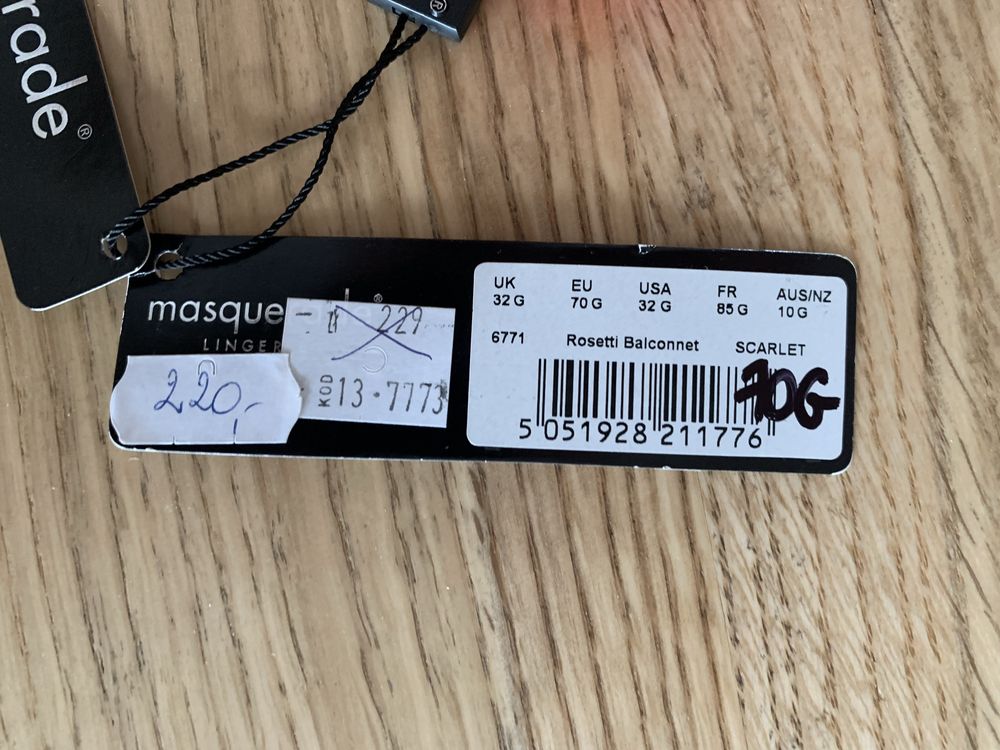 rade®
®
masque
LINGER
229
KOD 13·7773
220,-
UK EU USA FR AUS/NZ
32 G 70 G 32 G 85 G 10 G
6771 Rosetti Balconnet SCARLET
70G
5 051928 211776